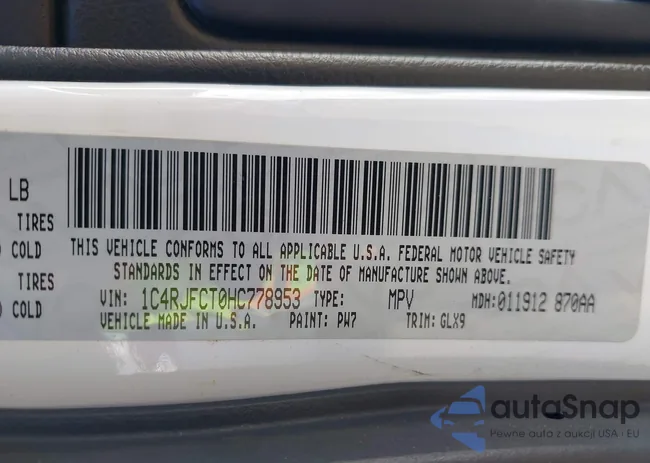 LB
TIRES
COLD
TIRES
COLD
THIS VEHICLE CONFORMS TO ALL APPLICABLE U.S.A. FEDERAL MOTOR VEHICLE SAFETY
STANDARDS IN EFFECT ON THE DATE OF MANUFACTURE SHOWN ABOVE.
VIN: 1C4RJFCT0HC778953 TYPE: MPV MDH:011912 870AA
VEHICLE MADE IN U.S.A. PAINT: PW7 TRIM: GLX9
autoSnap
Pewne auto z aukcji USA i EU